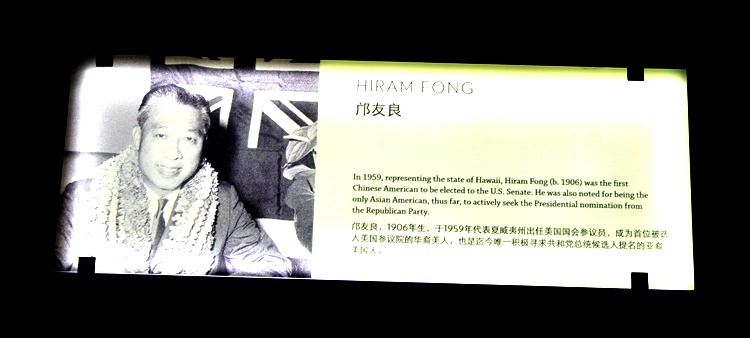 HIRAM FONG
邝友良
In 1959, representing the state of Hawaii, Hiram Fong (b. 1906) was the first
Chinese American to be elected to the U.S. Senate. He was also noted for being the
only Asian American, thus far, to actively seek the Presidential nomination from
the Republican Party.
邝友良，1906年生，于1959年代表夏威夷州出任美国国会参议员，成为首位被选
入美国参议院的华裔美人，也是迄今唯一积极寻求共和党总统候选人提名的亚裔
美国人。